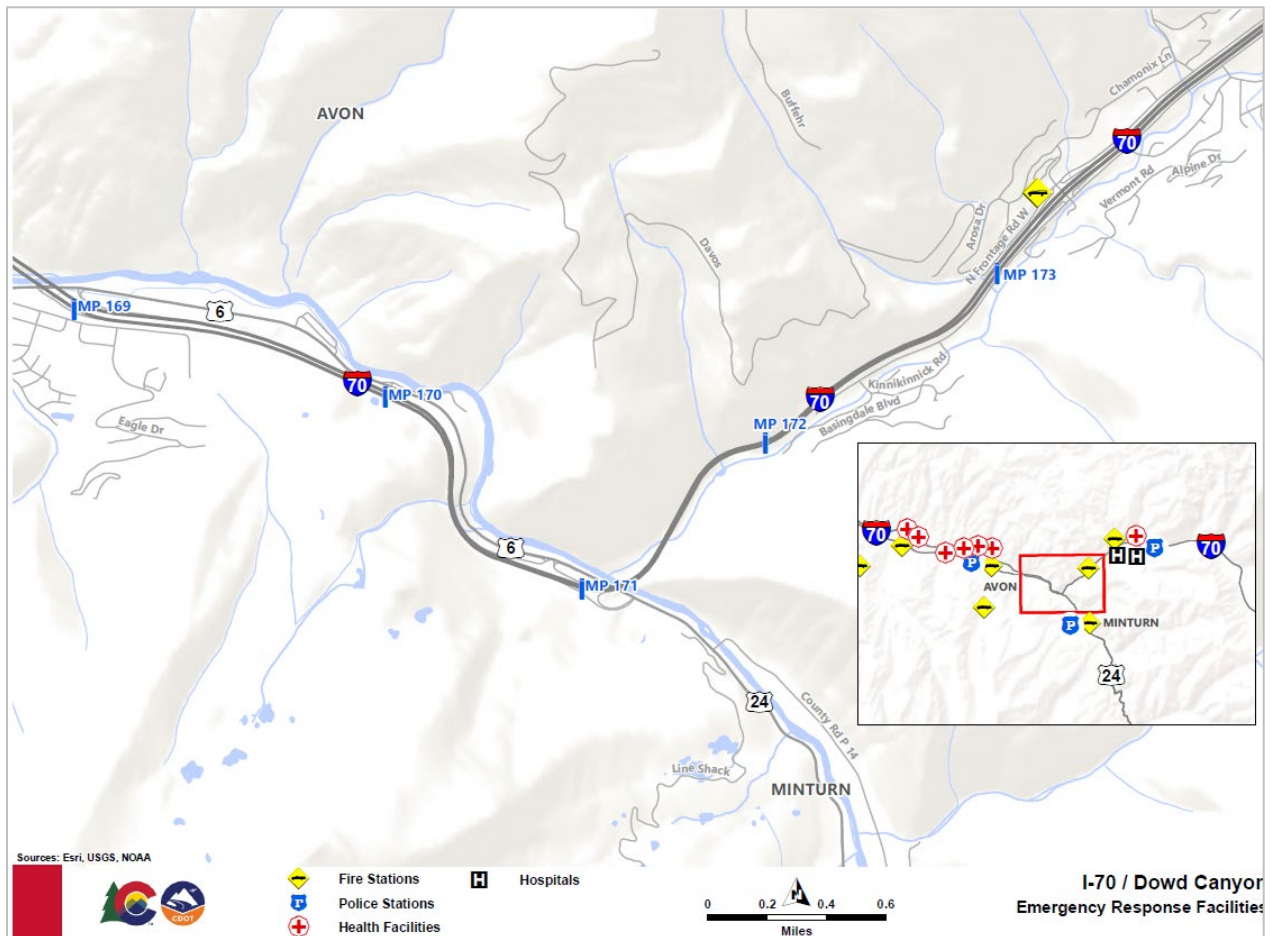 AVON
Buffehr
Chamonix Ln
70
Alpine Dr
Vermont Rd
Arosa Dr
N Frontage Rd W
Davos
MP 173
MP 169
6
70
MP 170
70
Kinnikinnick Rd
Basingdale Blvd
MP 172
Eagle Dr
6
MP 171
24
County Rd P 14
Line Shack
MINTURN
70
P
H
H
P
70
AVON
P
MINTURN
24
Sources: Esri, USGS, NOAA
CDOT
Fire Stations
H
Hospitals
Police Stations
Health Facilities
N
0 0.2 0.4 0.6
Miles
I-70 / Dowd Canyon
Emergency Response Facilities